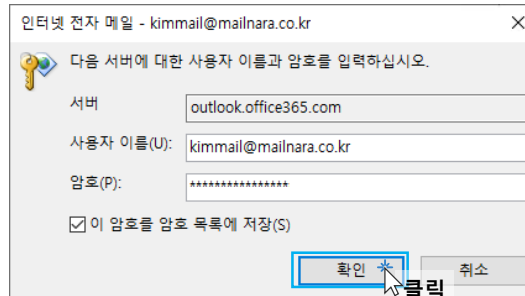 인터넷 전자 메일 - kimmail@mailnara.co.kr
다음 서버에 대한 사용자 이름과 암호를 입력하십시오.
서버
outlook.office365.com
사용자 이름(U):
kimmail@mailnara.co.kr
암호(P):
****************
이 암호를 암호 목록에 저장(S)
확인
취소
클릭